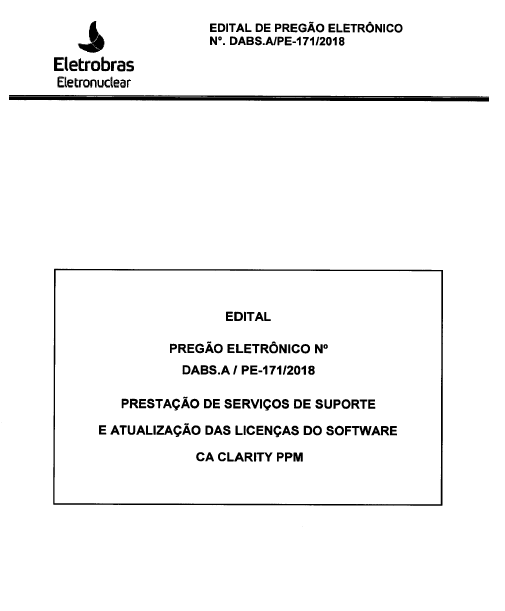 EDITAL DE PREGÃO ELETRÔNICO
Nº. DABS.A/PE-171/2018
Eletrobras
Eletronuclear
EDITAL
PREGÃO ELETRÔNICO Nº
DABS.A / PE-171/2018
PRESTAÇÃO DE SERVIÇOS DE SUPORTE
E ATUALIZAÇÃO DAS LICENÇAS DO SOFTWARE
CA CLARITY PPM